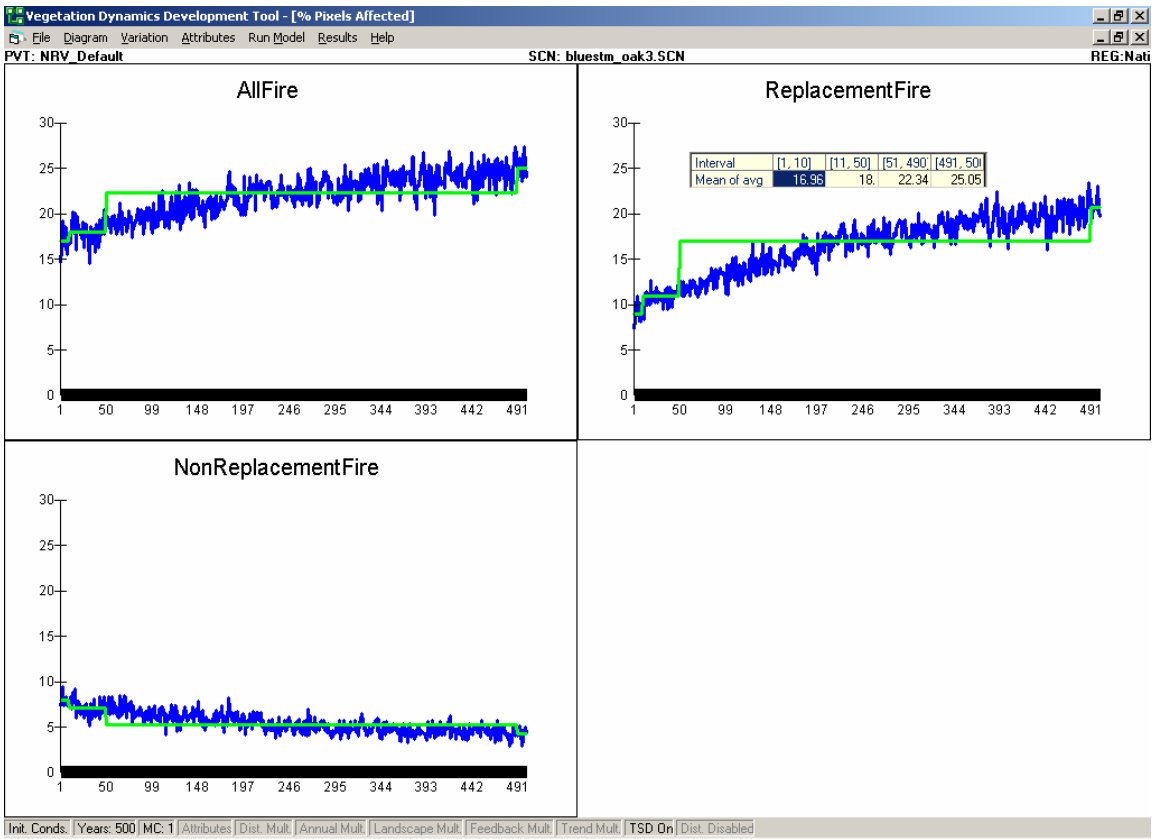 Vegetation Dynamics Development Tool - [% Pixels Affected]
File Diagram Variation Attributes Run Model Results Help
PVT: NRV_Default SCN: bluestm_oak3.SCN REG:Nati
AllFire
30
25
20
15
10
5
0
1 50 99 148 197 246 295 344 393 442 491
ReplacementFire
30
25
20
15
10
5
0
1 50 99 148 197 246 295 344 393 442 491
Interval [1, 10] [11, 50] [51, 490] [491, 50
Mean of avg 16.96 18. 22.34 25.05
NonReplacementFire
30
25
20
15
10
5
0
1 50 99 148 197 246 295 344 393 442 491
Init. Conds. Years: 500 MC: 1 Attributes Dist. Mult. Annual Mult. Landscape Mult. Feedback Mult. Trend Mult. TSD On Dist. Disabled